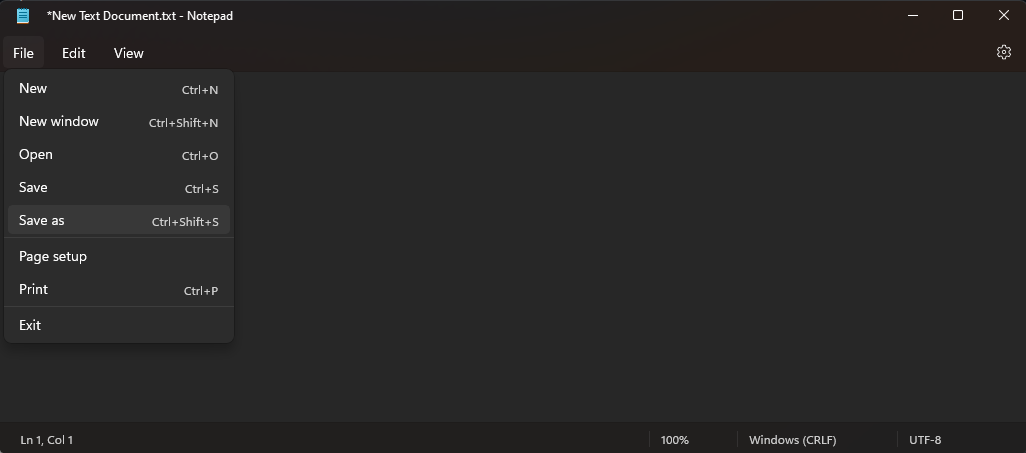 *New Text Document.txt - Notepad
File Edit View
New Ctrl+N
New window Ctrl+Shift+N
Open Ctrl+O
Save Ctrl+S
Save as Ctrl+Shift+S
Page setup
Print Ctrl+P
Exit
Ln 1, Col 1 100% Windows (CRLF) UTF-8